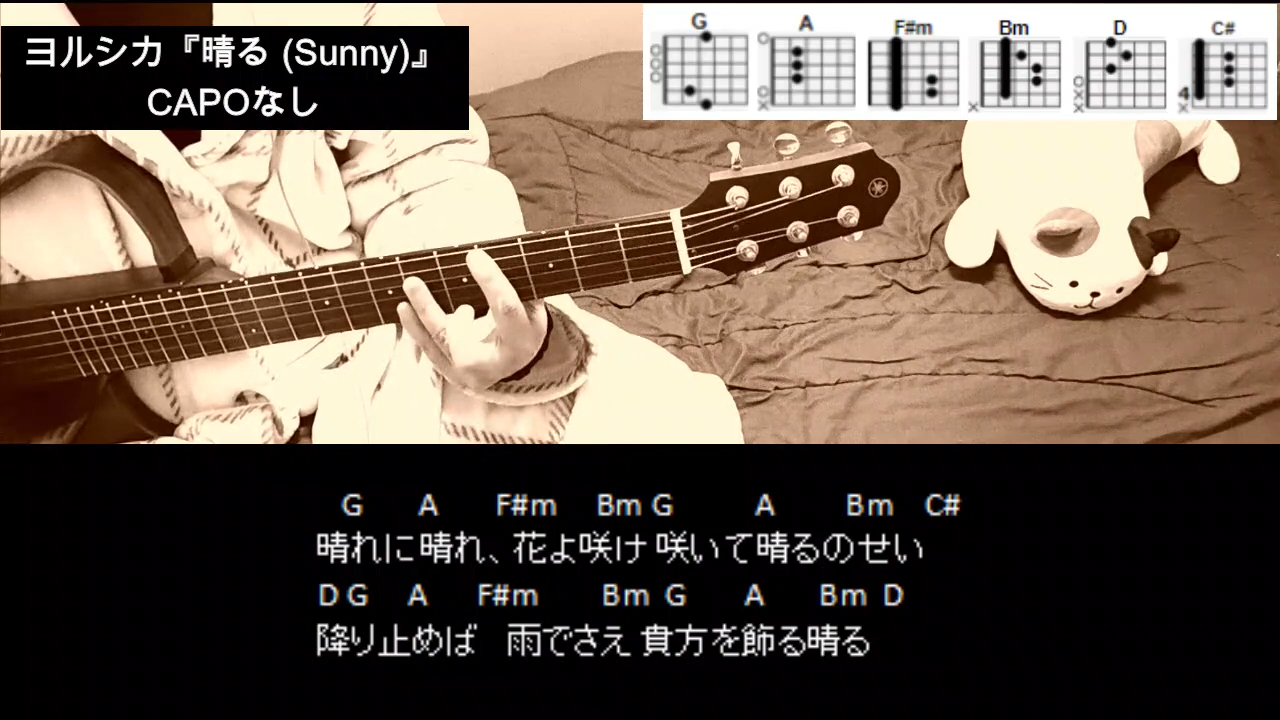 ヨルシカ『晴る (Sunny)』
CAPOなし
G A F#m Bm D C#
4
G A F#m Bm G A Bm C#
晴れに晴れ、花よ咲け 咲いて晴るのせい
D G A F#m Bm G A Bm D
降り止めば 雨でさえ 貴方を飾る晴る